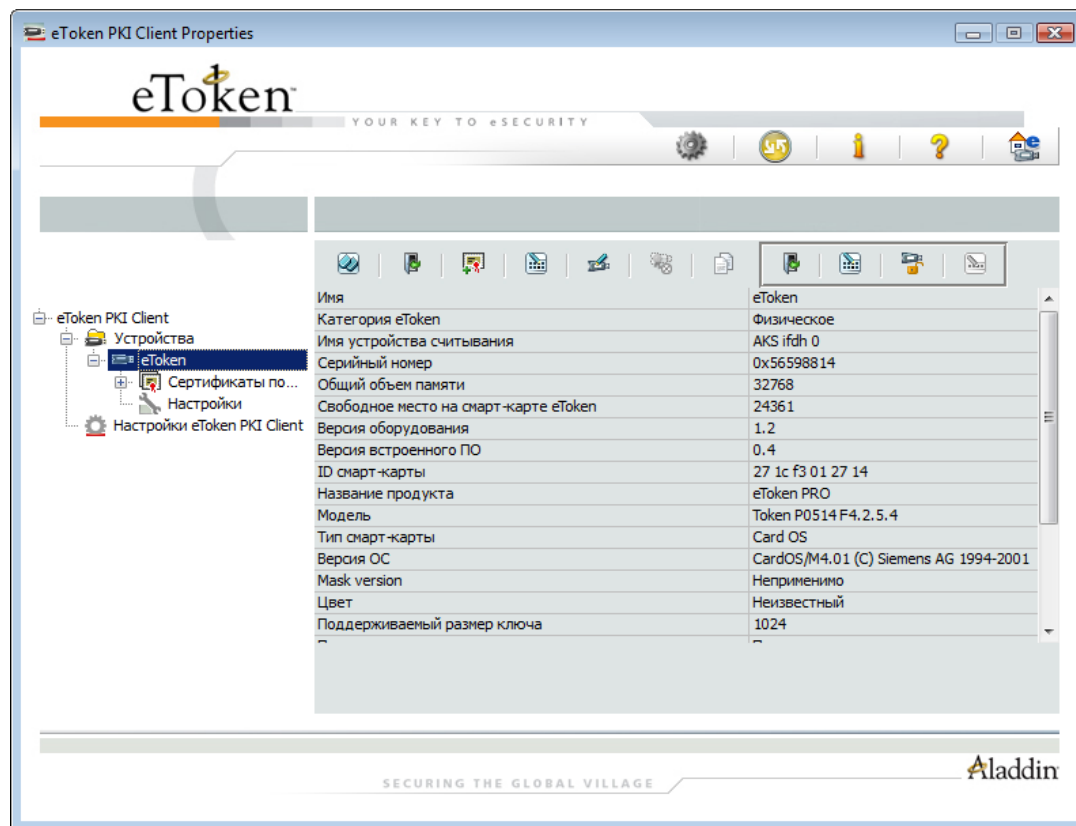 eToken PKI Client Properties
eToken
YOUR KEY TO eSECURITY
eToken PKI Client
Устройства
eToken
Сертификаты по...
Настройки
Настройки eToken PKI Client
Имя eToken
Категория eToken Физическое
Имя устройства считывания AKS ifdh 0
Серийный номер 0x56598814
Общий объем памяти 32768
Свободное место на смарт-карте eToken 24361
Версия оборудования 1.2
Версия встроенного ПО 0.4
ID смарт-карты 27 1c f3 01 27 14
Название продукта eToken PRO
Модель Token P0514 F4.2.5.4
Тип смарт-карты Card OS
Версия ОС CardOS/M4.01 (C) Siemens AG 1994-2001
Mask version Неприменимо
Цвет Неизвестный
Поддерживаемый размер ключа 1024
SECURING THE GLOBAL VILLAGE
Aladdin